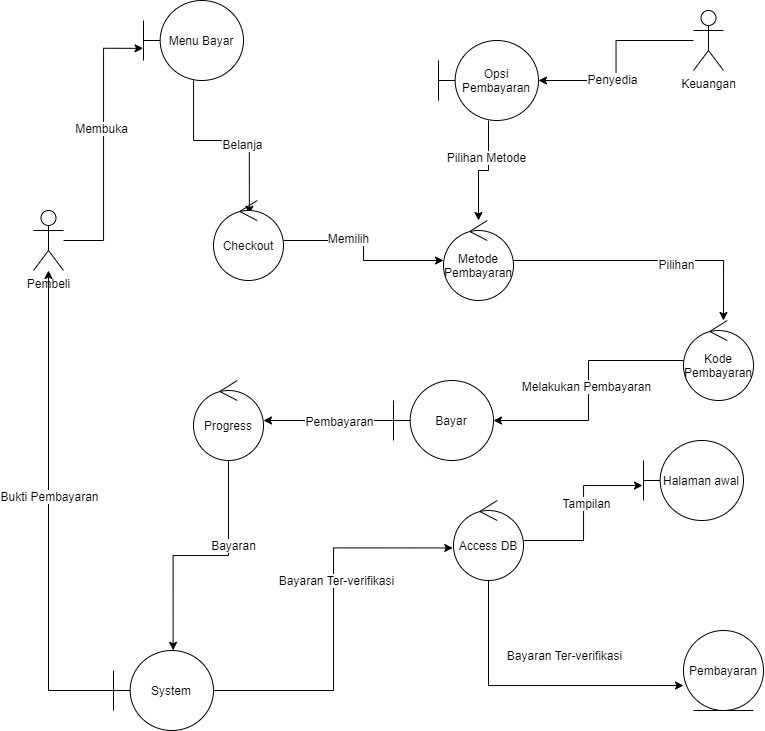 Menu Bayar
Opsi
Pembayaran
Penyedia
Keuangan
Membuka
Belanja
Pilihan Metode
Checkout
Memilih
Metode
Pembayaran
Pilihan
Pembeli
Kode
Pembayaran
Melakukan Pembayaran
Progress
Pembayaran
Bayar
Halaman awal
Bukti Pembayaran
Tampilan
Bayaran
Access DB
Bayaran Ter-verifikasi
Bayaran Ter-verifikasi
Pembayaran
System